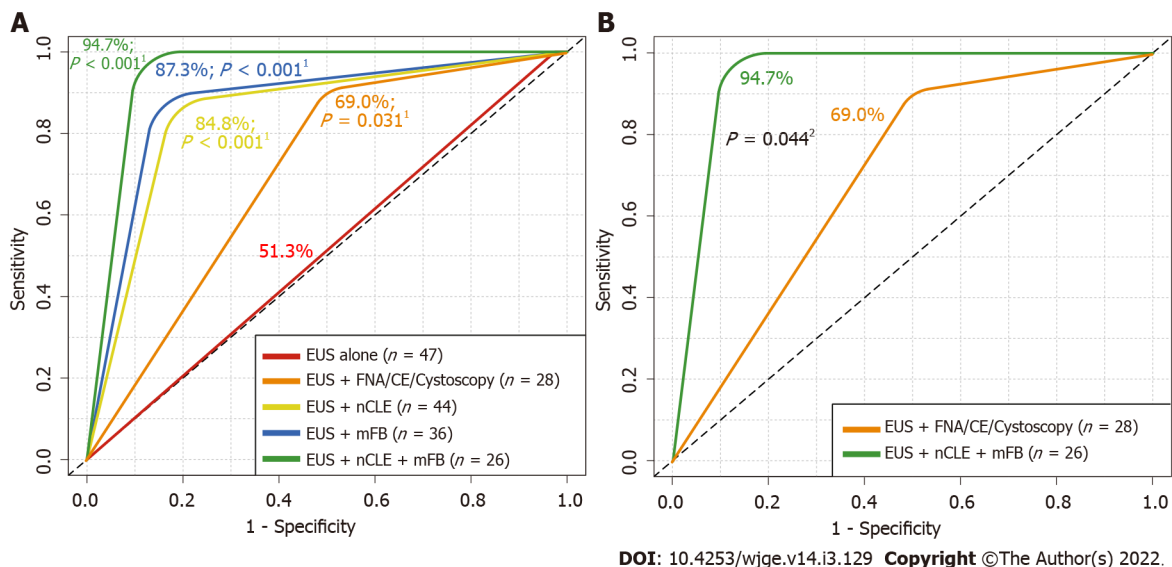 A
94.7%;
P < 0.001¹
87.3%; P < 0.001¹
84.8%;
P < 0.001¹
69.0%;
P = 0.031¹
51.3%
Sensitivity
1.0
0.8
0.6
0.4
0.2
0.0
EUS alone (n = 47)
EUS + FNA/CE/Cystoscopy (n = 28)
EUS + nCLE (n = 44)
EUS + mFB (n = 36)
EUS + nCLE + mFB (n = 26)
0.0 0.2 0.4 0.6 0.8 1.0
1 - Specificity
B
94.7%
69.0%
P = 0.044²
Sensitivity
1.0
0.8
0.6
0.4
0.2
0.0
EUS + FNA/CE/Cystoscopy (n = 28)
EUS + nCLE + mFB (n = 26)
0.0 0.2 0.4 0.6 0.8 1.0
1 - Specificity
DOI: 10.4253/wjge.v14.i3.129 Copyright ©The Author(s) 2022.